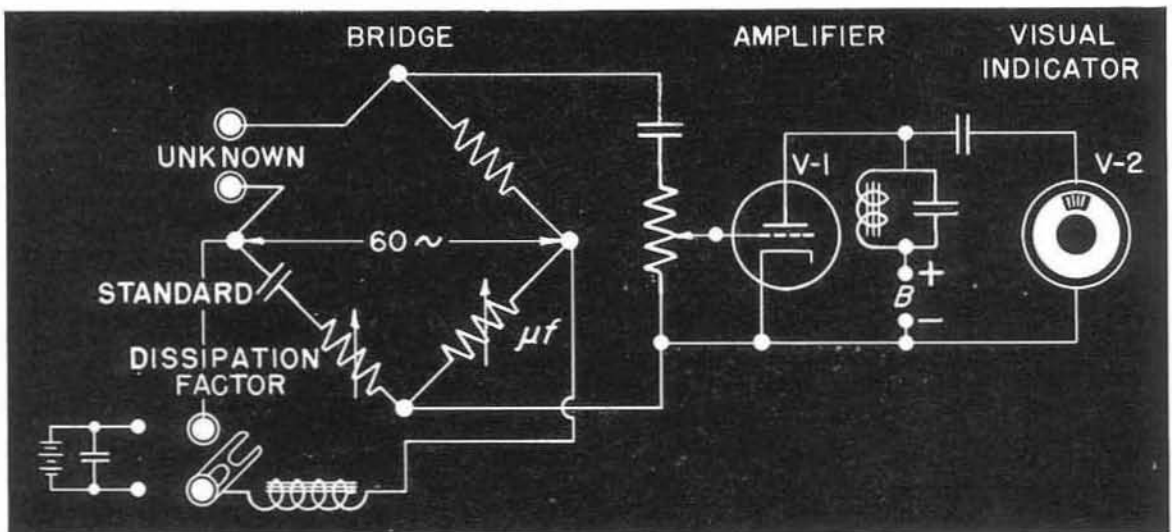 BRIDGE
AMPLIFIER
VISUAL
INDICATOR
UNKNOWN
V-1
V-2
60 ~
STANDARD
μf
B
+
−
DISSIPATION
FACTOR